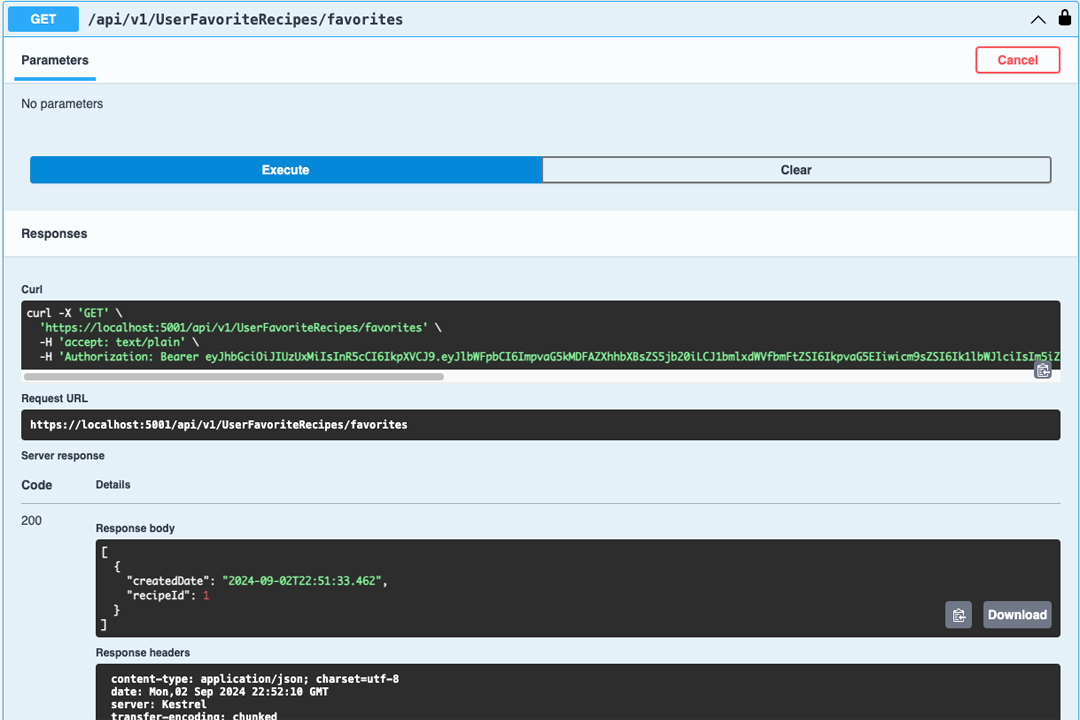 GET /api/v1/UserFavoriteRecipes/favorites
Parameters
Cancel
No parameters
Execute
Clear
Responses
Curl
curl -X 'GET' \
'https://localhost:5001/api/v1/UserFavoriteRecipes/favorites' \
-H 'accept: text/plain' \
-H 'Authorization: Bearer
Request URL
https://localhost:5001/api/v1/UserFavoriteRecipes/favorites
Server response
Code
Details
200
Response body
[
{
"createdDate": "2024-09-02T22:51:33.462",
"recipeId": 1
}
]
Download
Response headers
content-type: application/json; charset=utf-8
date: Mon,02 Sep 2024 22:52:10 GMT
server: Kestrel
transfer-encoding: chunked